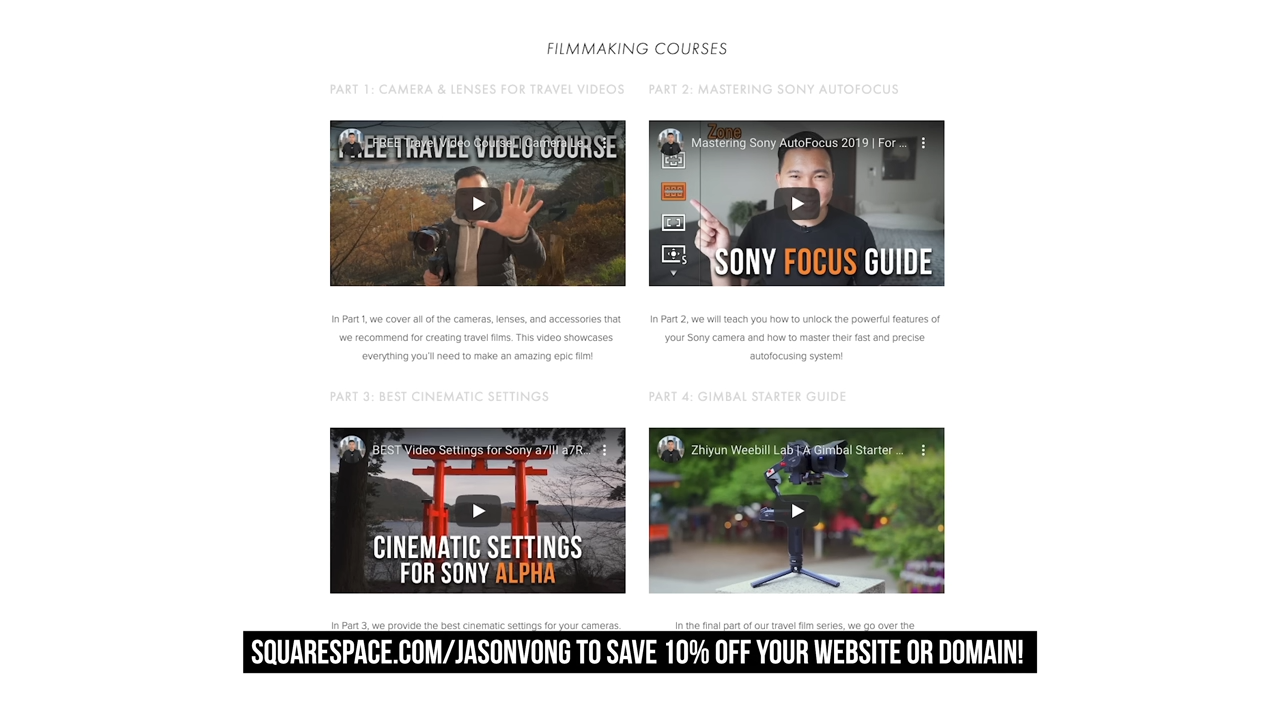 FILMMAKING COURSES
PART 1: CAMERA & LENSES FOR TRAVEL VIDEOS
PART 2: MASTERING SONY AUTOFOCUS
FREE Travel Video Course! | Camera Le...
FREE TRAVEL VIDEO COURSE
Zone
Mastering Sony AutoFocus 2019 | For ...
S
SONY FOCUS GUIDE
In Part 1, we cover all of the cameras, lenses, and accessories that
we recommend for creating travel films. This video showcases
everything you'll need to make an amazing epic film!
In Part 2, we will teach you how to unlock the powerful features of
your Sony camera and how to master their fast and precise
autofocusing system!
PART 3: BEST CINEMATIC SETTINGS
PART 4: GIMBAL STARTER GUIDE
BEST Video Settings for Sony a7III a7R...
CINEMATIC SETTINGS
FOR SONY ALPHA
Zhiyun Weebill Lab | A Gimbal Starter ...
In Part 3, we provide the best cinematic settings for your cameras.
In the final part of our travel film series, we go over the
SQUARESPACE.COM/JASONVONG TO SAVE 10% OFF YOUR WEBSITE OR DOMAIN!